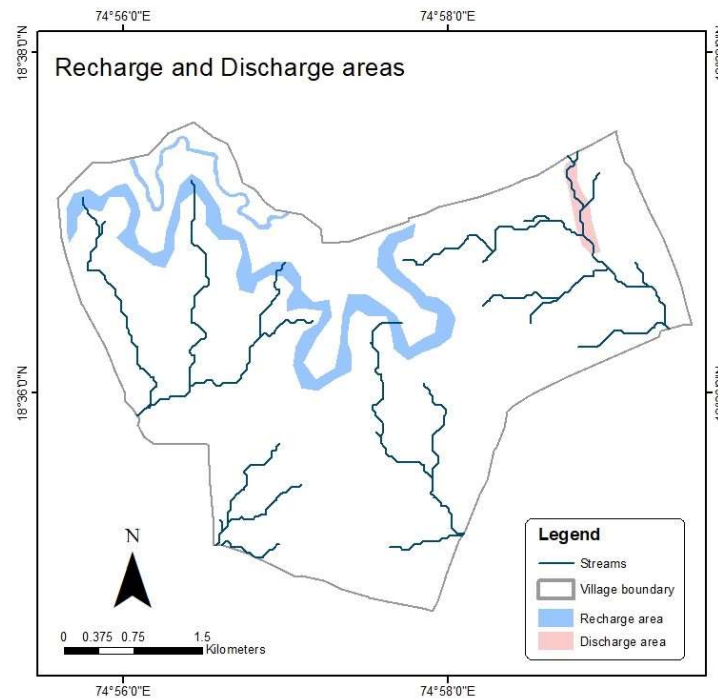 74°56'0"E 74°58'0"E
18°38'0"N
Recharge and Discharge areas
18°36'0"N
N
0 0.375 0.75 1.5
Kilometers
Legend
Streams
Village boundary
Recharge area
Discharge area
74°56'0"E 74°58'0"E